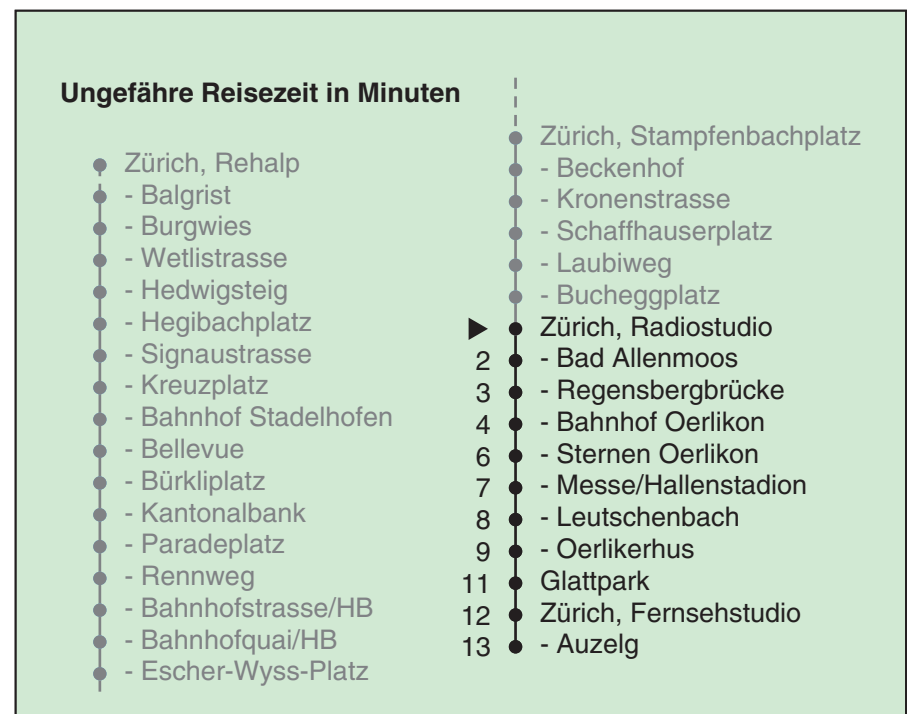 Ungefähre Reisezeit in Minuten
Zürich, Rehalp
- Balgrist
- Burgwies
- Wetlistrasse
- Hedwigsteig
- Hegibachplatz
- Signaustrasse
- Kreuzplatz
- Bahnhof Stadelhofen
- Bellevue
- Bürkliplatz
- Kantonalbank
- Paradeplatz
- Rennweg
- Bahnhofstrasse/HB
- Bahnhofquai/HB
- Escher-Wyss-Platz
Zürich, Stampfenbachplatz
- Beckenhof
- Kronenstrasse
- Schaffhauserplatz
- Laubiweg
- Bucheggplatz
Zürich, Radiostudio
2 - Bad Allenmoos
3 - Regensbergbrücke
4 - Bahnhof Oerlikon
6 - Sternen Oerlikon
7 - Messe/Hallenstadion
8 - Leutschenbach
9 - Oerlikerhus
11 Glattpark
12 Zürich, Fernsehstudio
13 - Auzelg